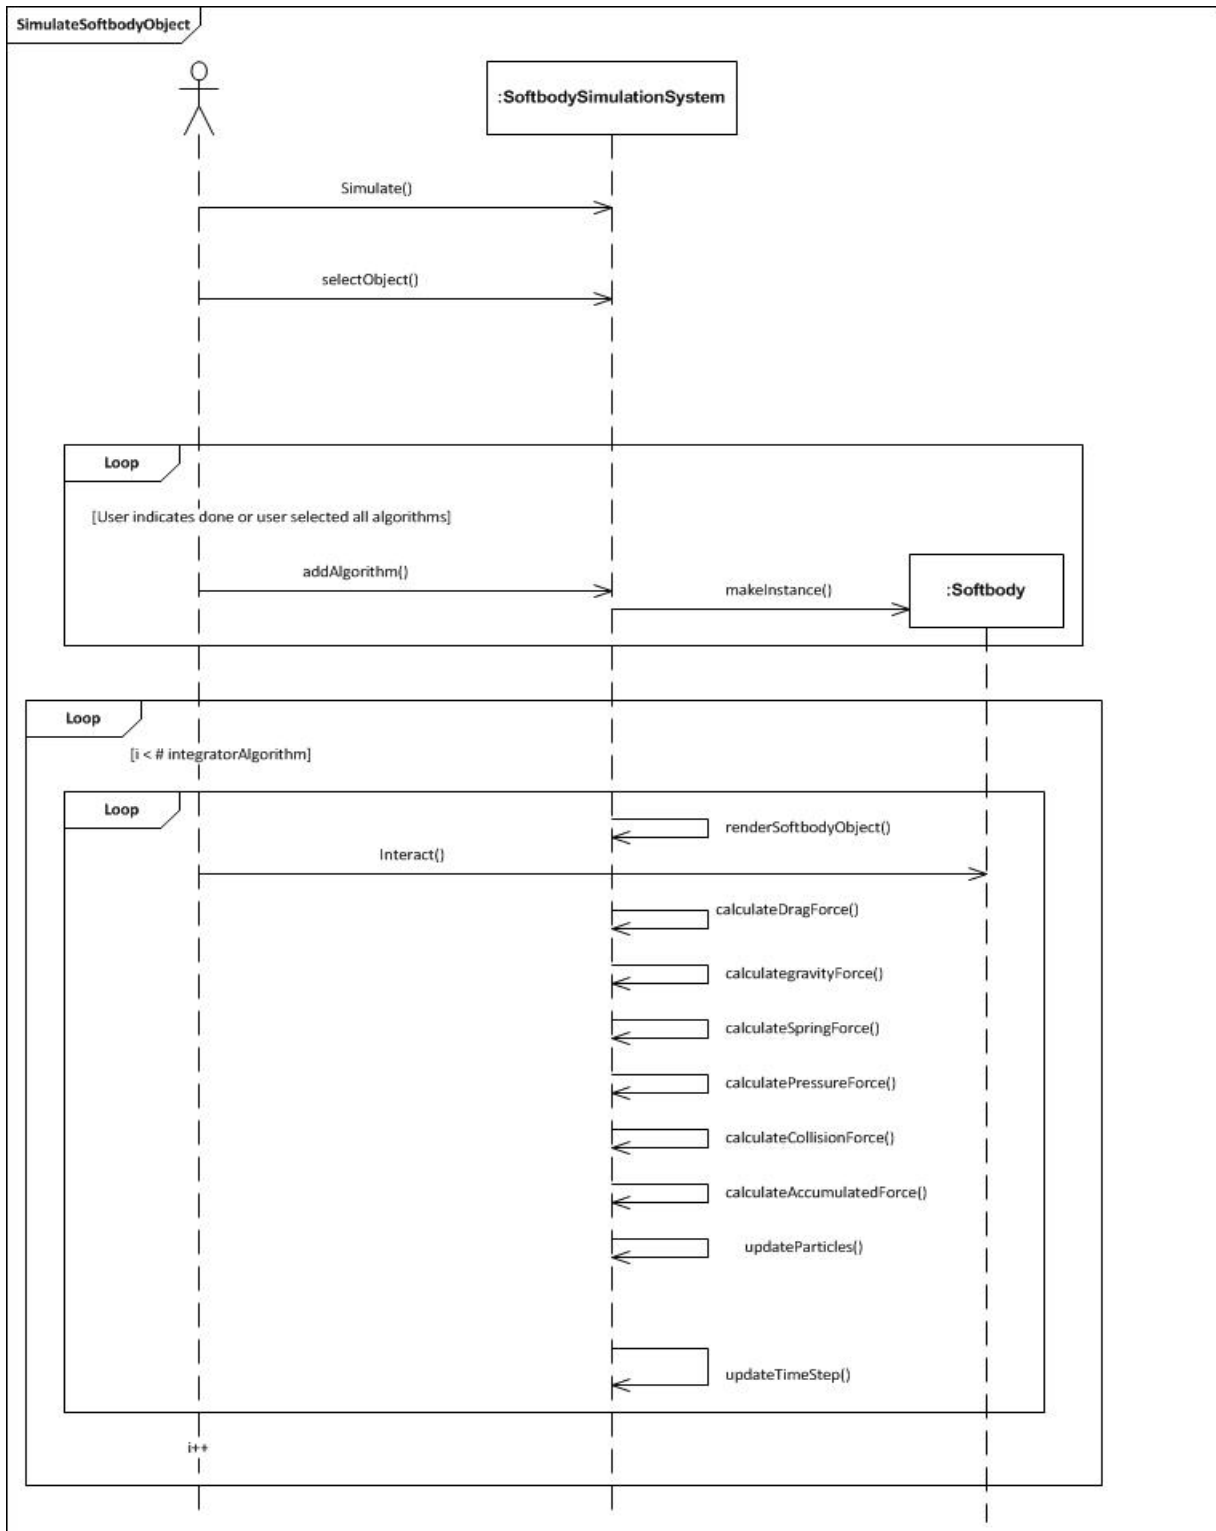 SimulateSoftbodyObject
:SoftbodySimulationSystem
Simulate()
selectObject()
Loop
[User indicates done or user selected all algorithms]
addAlgorithm()
makeInstance()
:Softbody
Loop
[i < # integratorAlgorithm]
Loop
renderSoftbodyObject()
Interact()
calculateDragForce()
calculategravityForce()
calculateSpringForce()
calculatePressureForce()
calculateCollisionForce()
calculateAccumulatedForce()
updateParticles()
updateTimeStep()
i++